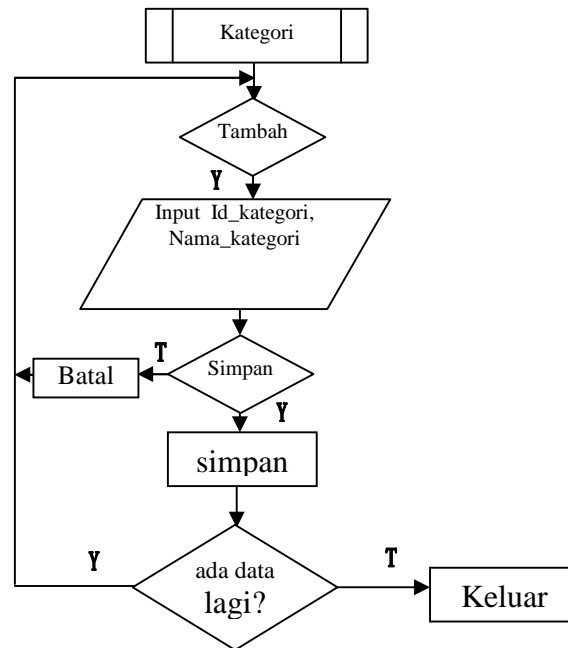 Kategori
Tambah
Y
Input Id_kategori,
Nama_kategori
T
Batal
Simpan
Y
simpan
Y
ada data
lagi?
T
Keluar